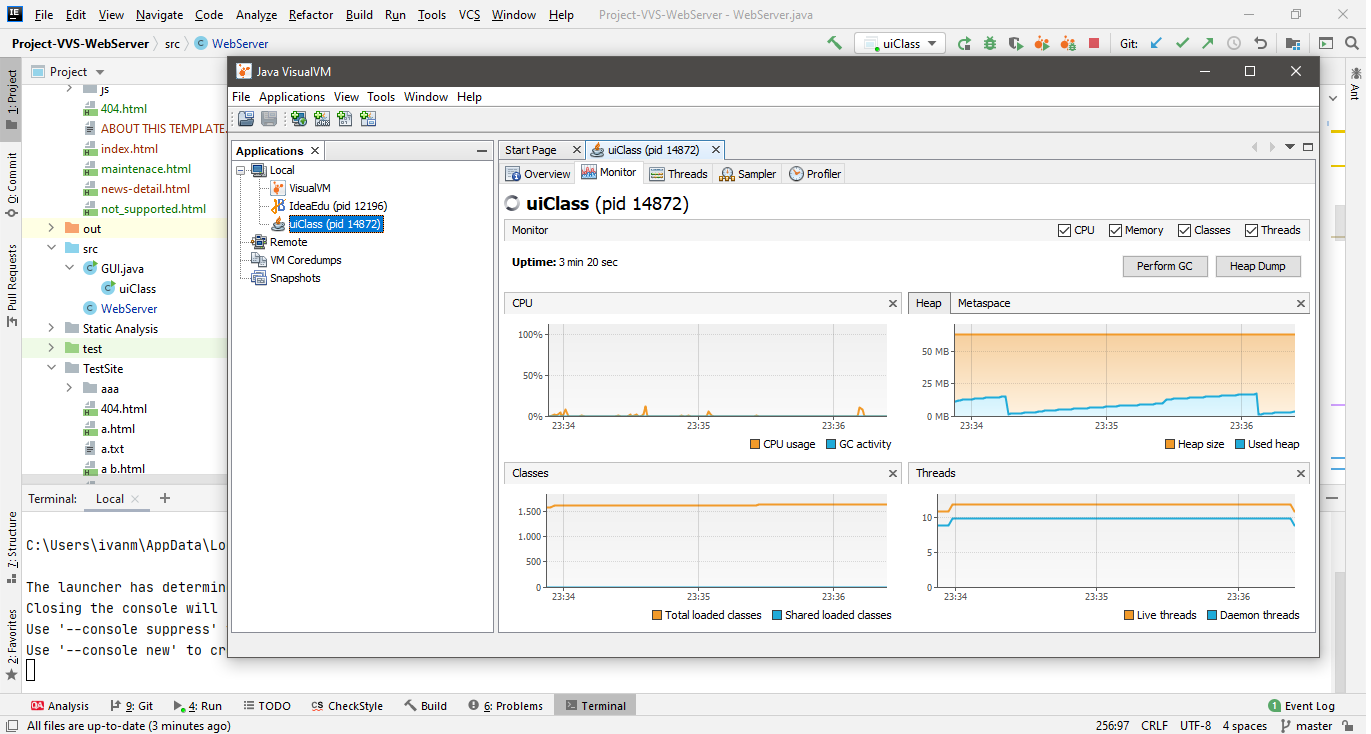 File Edit View Navigate Code Analyze Refactor Build Run Tools VCS Window Help Project-VVS-WebServer - WebServer.java
Project-VVS-WebServer src WebServer
uiClass
Git:
Project
js
404.html
ABOUT THIS TEMPLATE.
index.html
maintenace.html
news-detail.html
not_supported.html
out
src
GUI.java
uiClass
WebServer
Static Analysis
test
TestSite
aaa
404.html
a.html
a.txt
a b.html
1: Project
0: Commit
Pull Requests
7: Structure
2: Favorites
Ant
Java VisualVM
File Applications View Tools Window Help
Applications
Local
VisualVM
IdeaEdu (pid 12196)
uiClass (pid 14872)
Remote
VM Coredumps
Snapshots
Start Page uiClass (pid 14872)
Overview Monitor Threads Sampler Profiler
uiClass (pid 14872)
Monitor CPU Memory Classes Threads
Uptime: 3 min 20 sec
Perform GC Heap Dump
CPU
100%
50%
0%
23:34 23:35 23:36
CPU usage GC activity
Heap Metaspace
50 MB
25 MB
0 MB
23:34 23:35 23:36
Heap size Used heap
Classes
1.500
1.000
500
0
23:34 23:35 23:36
Total loaded classes Shared loaded classes
Threads
10
5
0
23:34 23:35 23:36
Live threads Daemon threads
Terminal: Local
C:\Users\ivanm\AppData\Lo
The launcher has determin
Closing the console will
Use '--console suppress'
Use '--console new' to cr
Analysis 9: Git 4: Run TODO CheckStyle Build 6: Problems Terminal 1 Event Log
All files are up-to-date (3 minutes ago) 256:97 CRLF UTF-8 4 spaces master